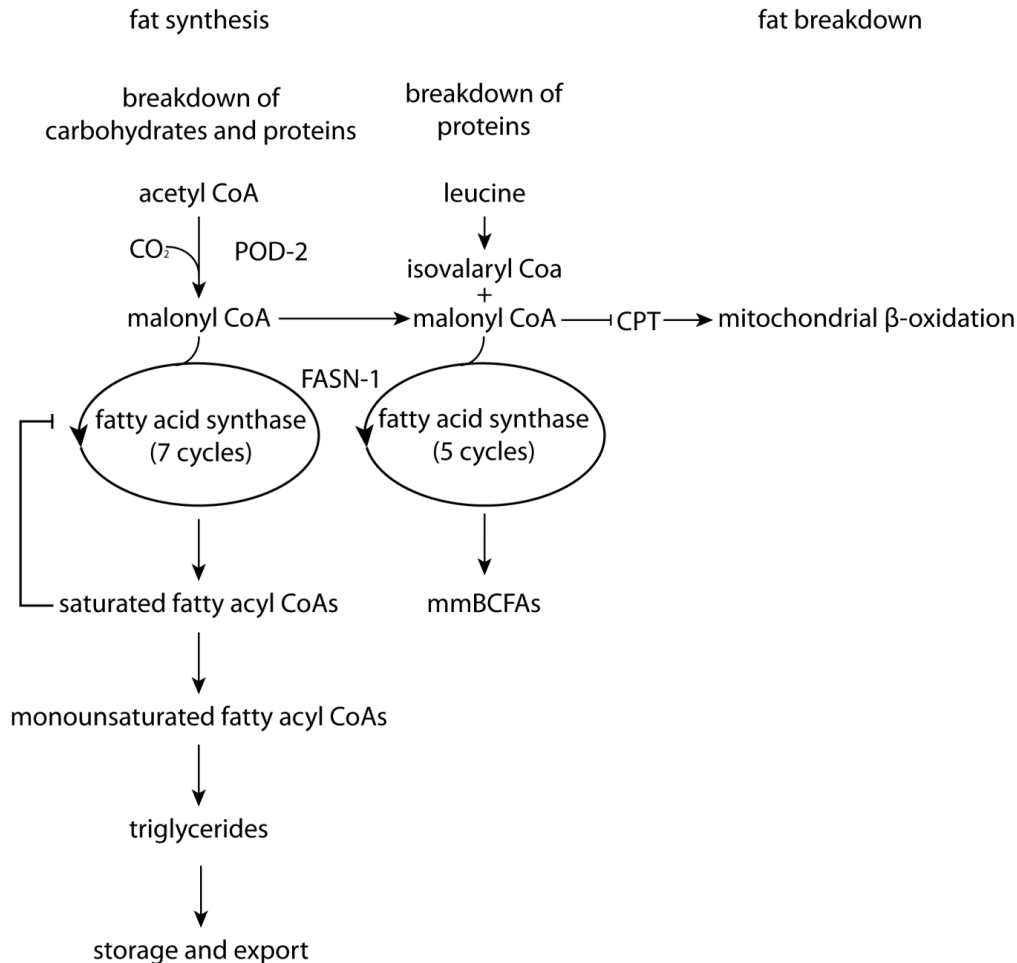 fat synthesis
fat breakdown
breakdown of
carbohydrates and proteins
breakdown of
proteins
acetyl CoA
leucine
CO₂
POD-2
isovalaryl Coa
+
malonyl CoA
malonyl CoA
CPT
mitochondrial β-oxidation
FASN-1
fatty acid synthase
(7 cycles)
fatty acid synthase
(5 cycles)
saturated fatty acyl CoAs
mmBCFAs
monounsaturated fatty acyl CoAs
triglycerides
storage and export